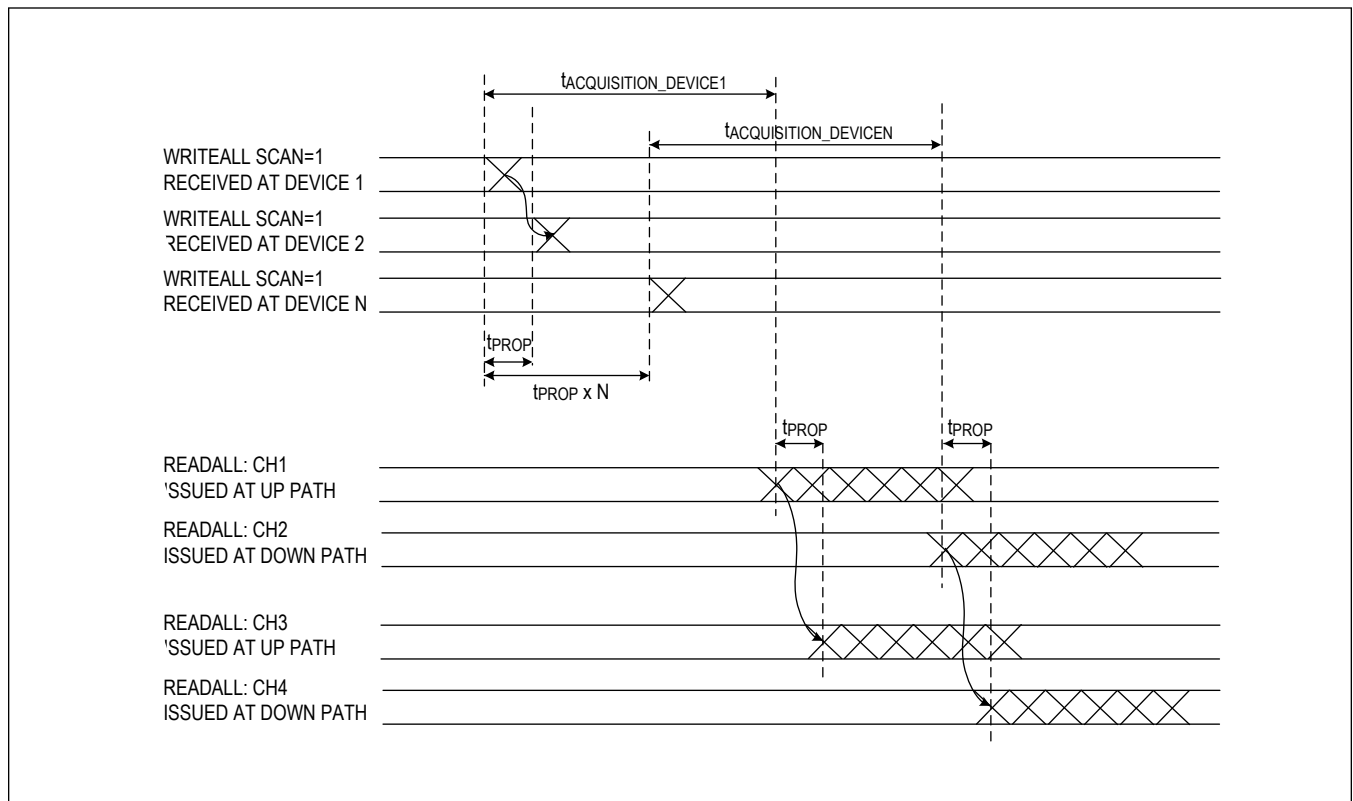 tACQUISITION_DEVICE1
tACQUISITION_DEVICEN
WRITEALL SCAN=1
RECEIVED AT DEVICE 1
WRITEALL SCAN=1
RECEIVED AT DEVICE 2
WRITEALL SCAN=1
RECEIVED AT DEVICE N
tPROP
tPROP x N
tPROP
tPROP
READALL: CH1
ISSUED AT UP PATH
READALL: CH2
ISSUED AT DOWN PATH
READALL: CH3
ISSUED AT UP PATH
READALL: CH4
ISSUED AT DOWN PATH